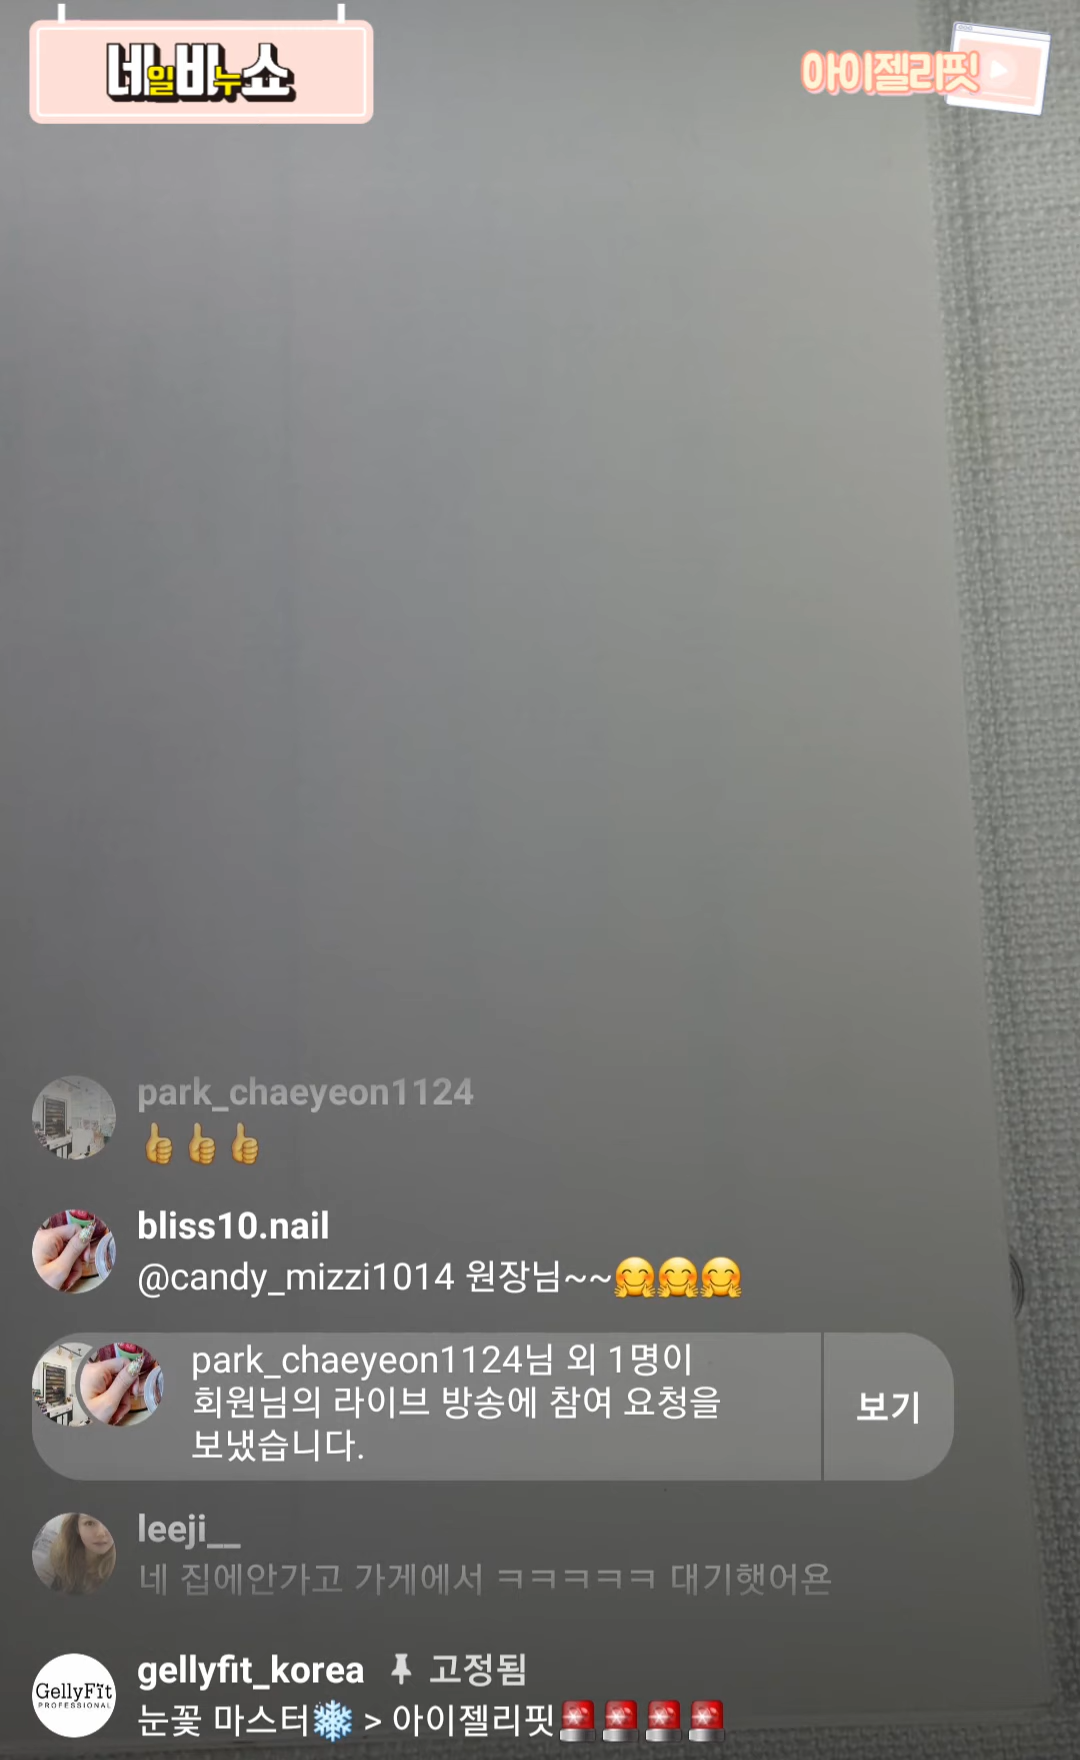 네일비누쇼
아이젤리핏
park_chaeyeon1124
👍👍👍
bliss10.nail
@candy_mizzi1014 원장님~~🤗🤗🤗
park_chaeyeon1124님 외 1명이
회원님의 라이브 방송에 참여 요청을
보냈습니다.
보기
leeji__
네 집에안가고 가게에서 ㅋㅋㅋㅋㅋ 대기햇어욘
GellyFit
PROFESSIONAL
gellyfit_korea 고정됨
눈꽃 마스터❄️ > 아이젤리핏🚨🚨🚨🚨